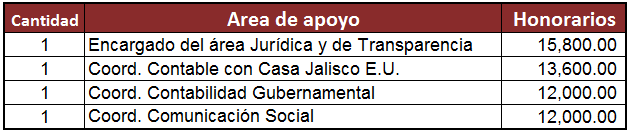 Cantidad Area de apoyo Honorarios
1 Encargado del área Jurídica y de Transparencia 15,800.00
1 Coord. Contable con Casa Jalisco E.U. 13,600.00
1 Coord. Contabilidad Gubernamental 12,000.00
1 Coord. Comunicación Social 12,000.00